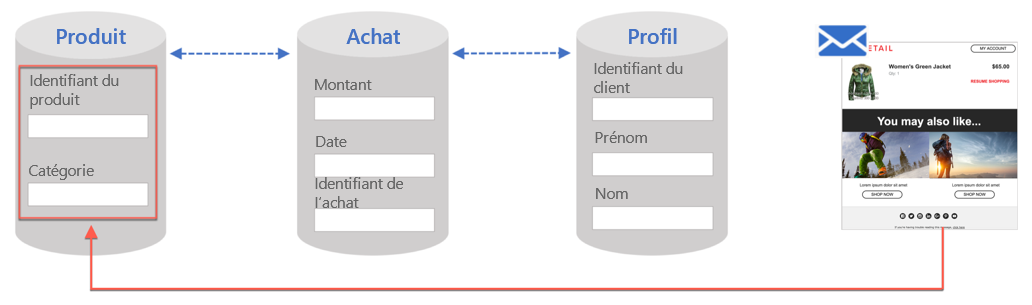 Produit
Identifiant du
produit
Catégorie
Achat
Montant
Date
Identifiant de
l'achat
Profil
Identifiant du
client
Prénom
Nom
ETAIL
MY ACCOUNT
Women's Green Jacket
$65.00
Qty: 1
RESUME SHOPPING
You may also like...
Lorem ipsum dolor sit amet
Lorem ipsum dolor sit amet
SHOP NOW
SHOP NOW